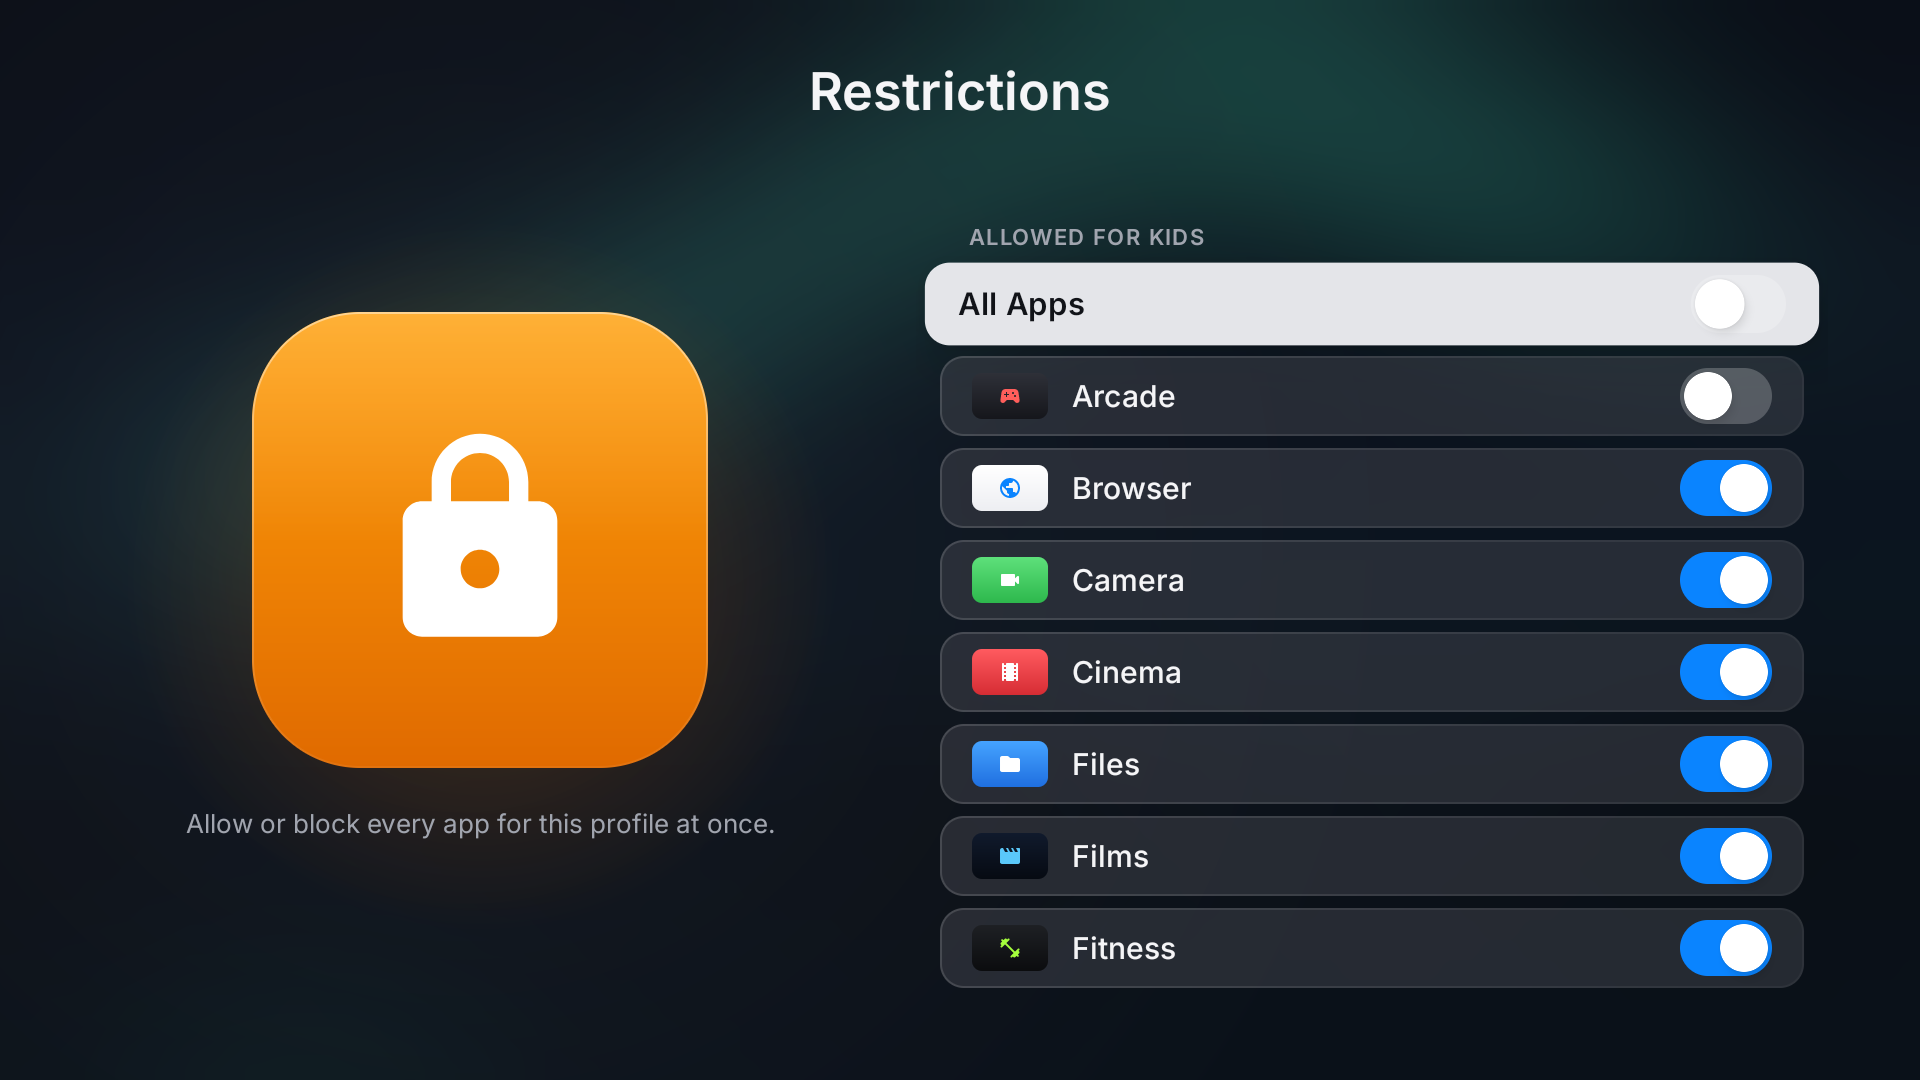 Restrictions
ALLOWED FOR KIDS
All Apps
Arcade
Browser
Camera
Cinema
Files
Films
Fitness
Allow or block every app for this profile at once.